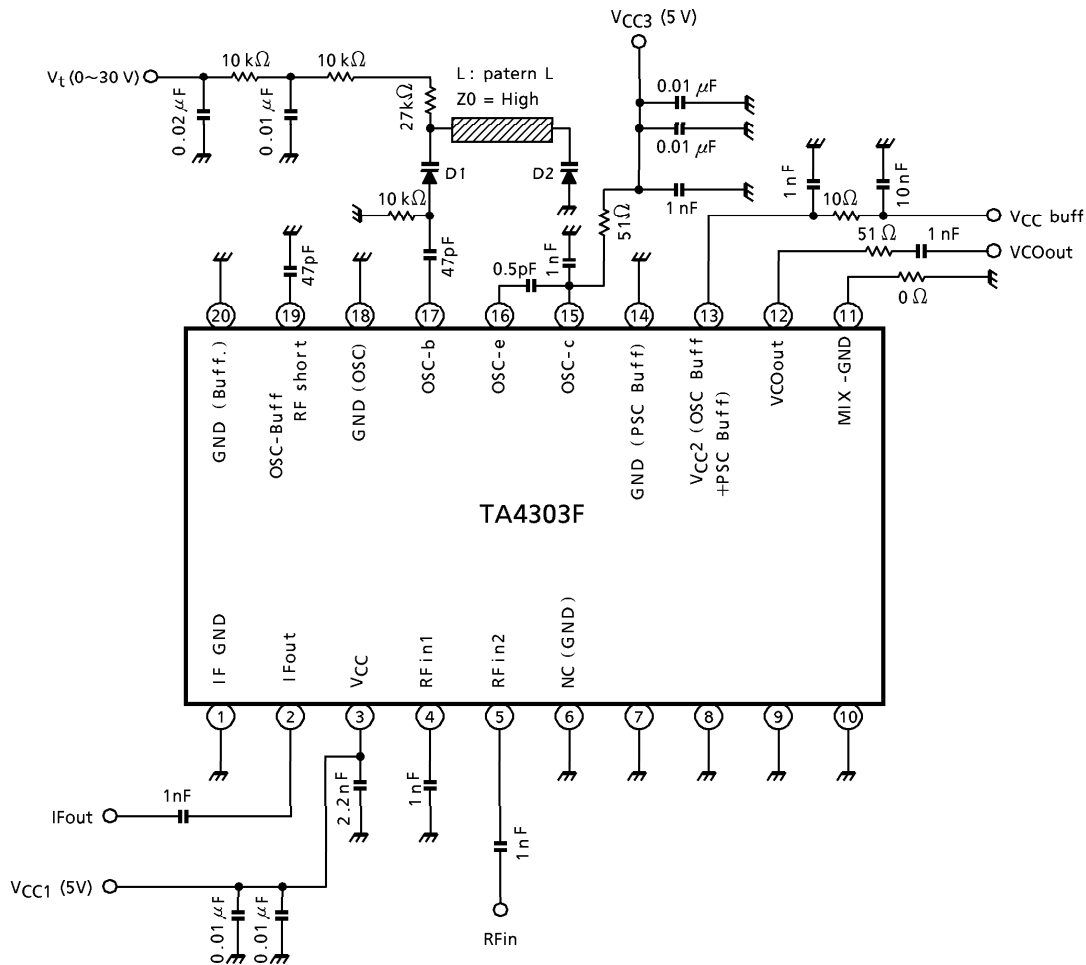 VCC3 (5 V)
Vt (0~30 V)
10 kΩ
10 kΩ
L : patern L
Z0 = High
0.02 μF
0.01 μF
27kΩ
0.01 μF
0.01 μF
D1
D2
1 nF
10 kΩ
51Ω
1 nF
10Ω
10 nF
VCC buff
51 Ω
1 nF
VCOout
0 Ω
47pF
47pF
0.5pF
1 nF
20
19
18
17
16
15
14
13
12
11
GND (Buff.)
OSC-Buff
RF short
GND (OSC)
OSC-b
OSC-e
OSC-c
GND (PSC Buff)
VCC2 (OSC Buff
+PSC Buff)
VCOout
MIX -GND
TA4303F
IF GND
IFout
VCC
RFin1
RFin2
NC (GND)
1
2
3
4
5
6
7
8
9
10
1nF
IFout
2.2nF
1nF
1nF
VCC1 (5V)
0.01 μF
0.01 μF
RFin